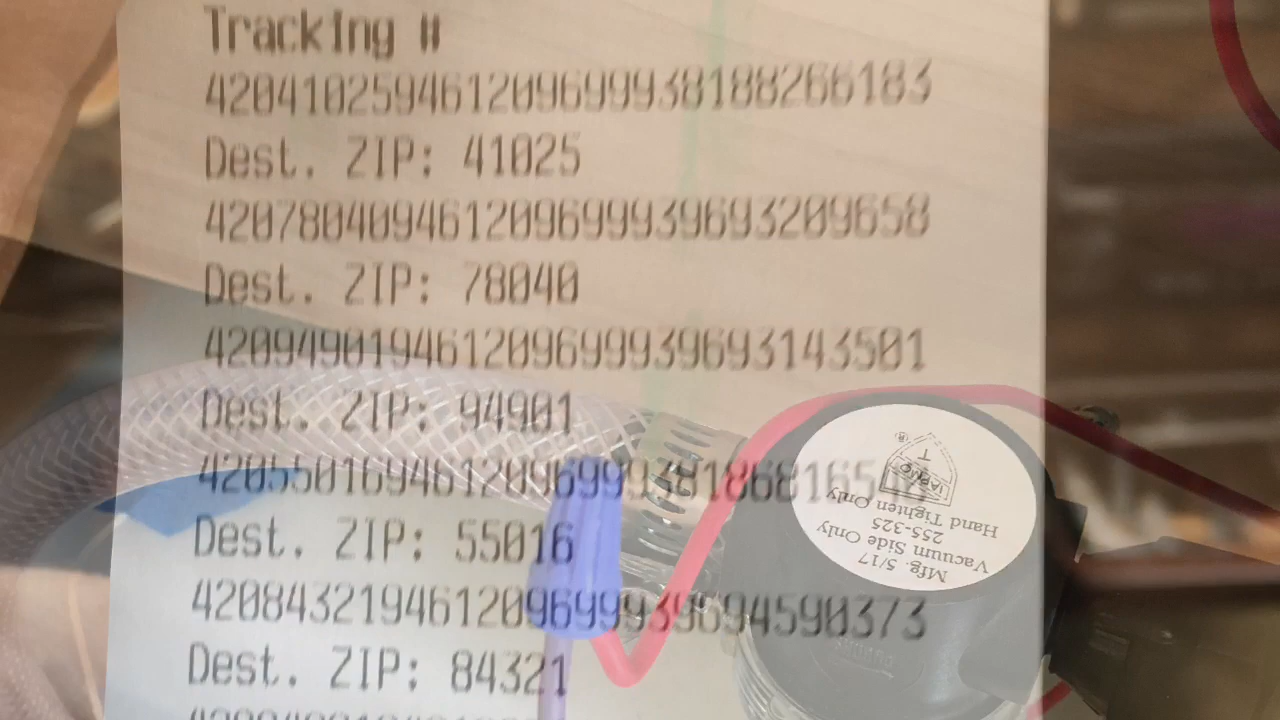 Tracking #
420410259461209699938188266183
Dest. ZIP: 41025
420780409461209699939693209658
Dest. ZIP: 78040
420949019461209699939693143501
Dest. ZIP: 94901
Dest. ZIP: 55016
420843219461209699939694590373
Dest. ZIP: 84321
Mfg. 5/17
Vacuum Side Only
255-325
Hand Tighten Only
IAPMO
T
®